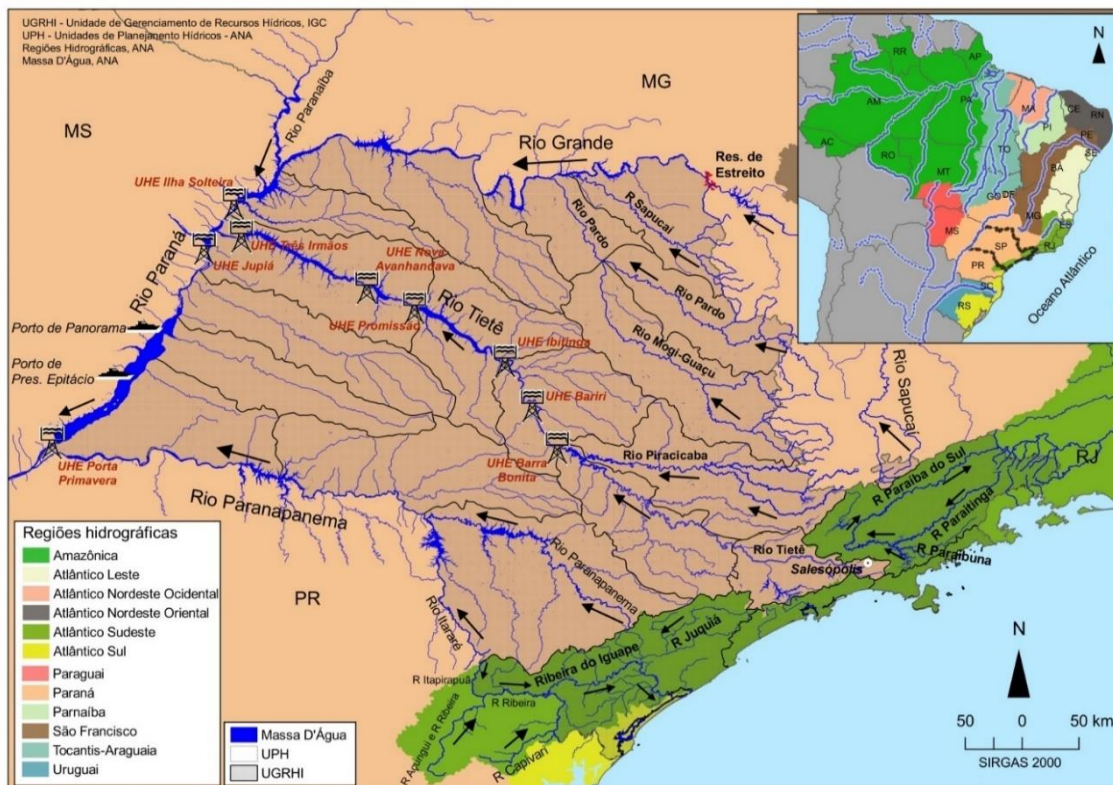 UGRHI - Unidade de Gerenciamento de Recursos Hídricos, IGC
UPH - Unidades de Planejamento Hídricos - ANA
Regiões Hidrográficas, ANA
Massa D'Água, ANA
MS
MG
Rio Paranaíba
Rio Grande
Res. de
Estreito
UHE Ilha Solteira
UHE Três Irmãos
UHE Jupiá
UHE Nova
Avanhandava
Rio Paraná
Rio Tietê
UHE Promissão
Rio Pardo
R Sapucaí
Rio Pardo
Rio Mogi-Guaçu
Porto de Panorama
Porto de
Pres. Epitácio
UHE Ibitinga
UHE Bariri
UHE Barra
Bonita
Rio Piracicaba
Rio Sapucaí
UHE Porta
Primavera
Rio Paranapanema
Rio Paranapanema
Rio Itararé
PR
RJ
R Paraíba do Sul
R Paraitinga
R Paraibuna
Rio Tietê
Salesópolis
R Juquiá
Ribeira do Iguape
R Itapirapuã
R Ribeira
R Açungui e R Ribeira
R Capivari
N
RR
AP
AM
PA
MA
CE
RN
PI
PE
AC
RO
TO
SE
MT
BA
GO
DF
MG
MS
ES
SP
RJ
PR
SC
RS
Oceano Atlântico
Regiões hidrográficas
Amazônica
Atlântico Leste
Atlântico Nordeste Ocidental
Atlântico Nordeste Oriental
Atlântico Sudeste
Atlântico Sul
Paraguai
Paraná
Parnaíba
São Francisco
Tocantis-Araguaia
Uruguai
Massa D'Água
UPH
UGRHI
N
50 0 50 km
SIRGAS 2000